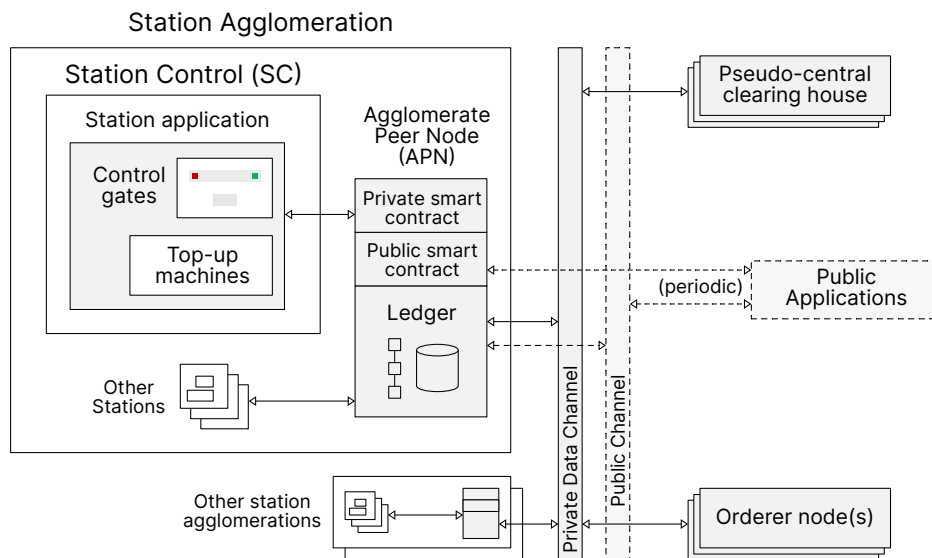 Station Agglomeration
Station Control (SC)
Station application
Control
gates
Top-up
machines
Agglomerate
Peer Node
(APN)
Private smart
contract
Public smart
contract
Ledger
Other
Stations
Other station
agglomerations
Private Data Channel
Public Channel
Pseudo-central
clearing house
(periodic)
Public
Applications
Orderer node(s)